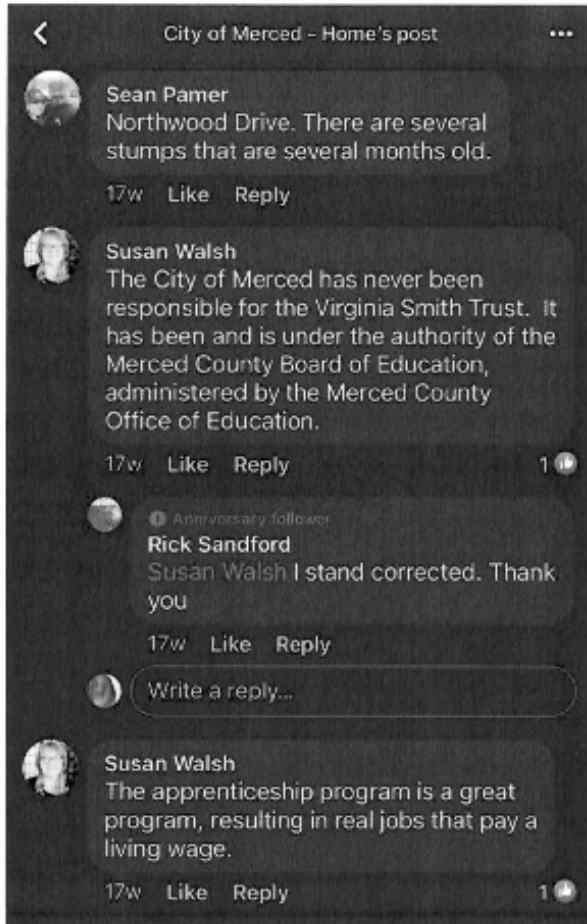 City of Merced – Home's post
Sean Pamer
Northwood Drive. There are several
stumps that are several months old.
17w Like Reply
Susan Walsh
The City of Merced has never been
responsible for the Virginia Smith Trust. It
has been and is under the authority of the
Merced County Board of Education,
administered by the Merced County
Office of Education.
17w Like Reply 1
Anniversary follower
Rick Sandford
Susan Walsh I stand corrected. Thank
you
17w Like Reply
Write a reply...
Susan Walsh
The apprenticeship program is a great
program, resulting in real jobs that pay a
living wage.
17w Like Reply 1